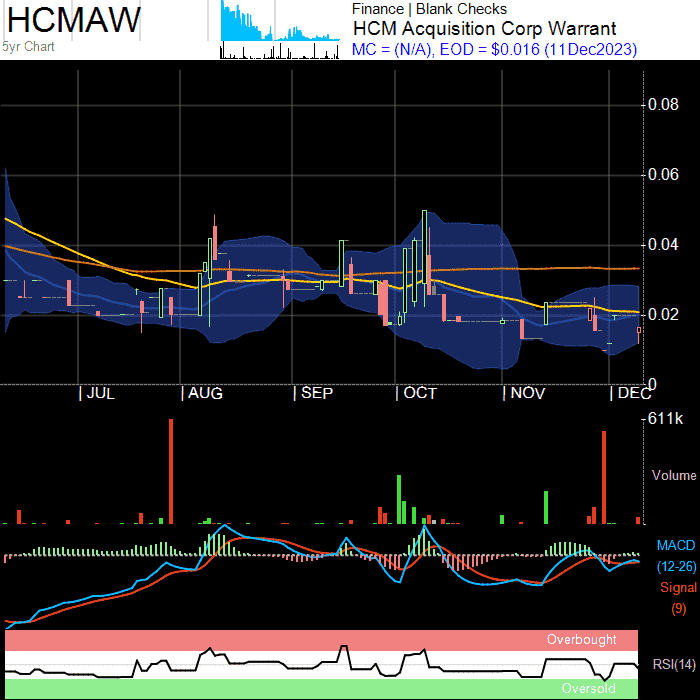 HCMAW
5yr Chart
Finance | Blank Checks
HCM Acquisition Corp Warrant
MC = (N/A), EOD = $0.016 (11Dec2023)
0.08
0.06
0.04
0.02
0
JUL AUG SEP OCT NOV DEC
611k
Volume
MACD
(12-26)
Signal
(9)
Overbought
RSI(14)
Oversold